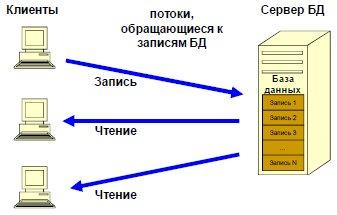 Клиенты
потоки,
обращающиеся к
записям БД
Сервер БД
Запись
Чтение
Чтение
База
данных
Запись 1
Запись 2
Запись 3
...
Запись N